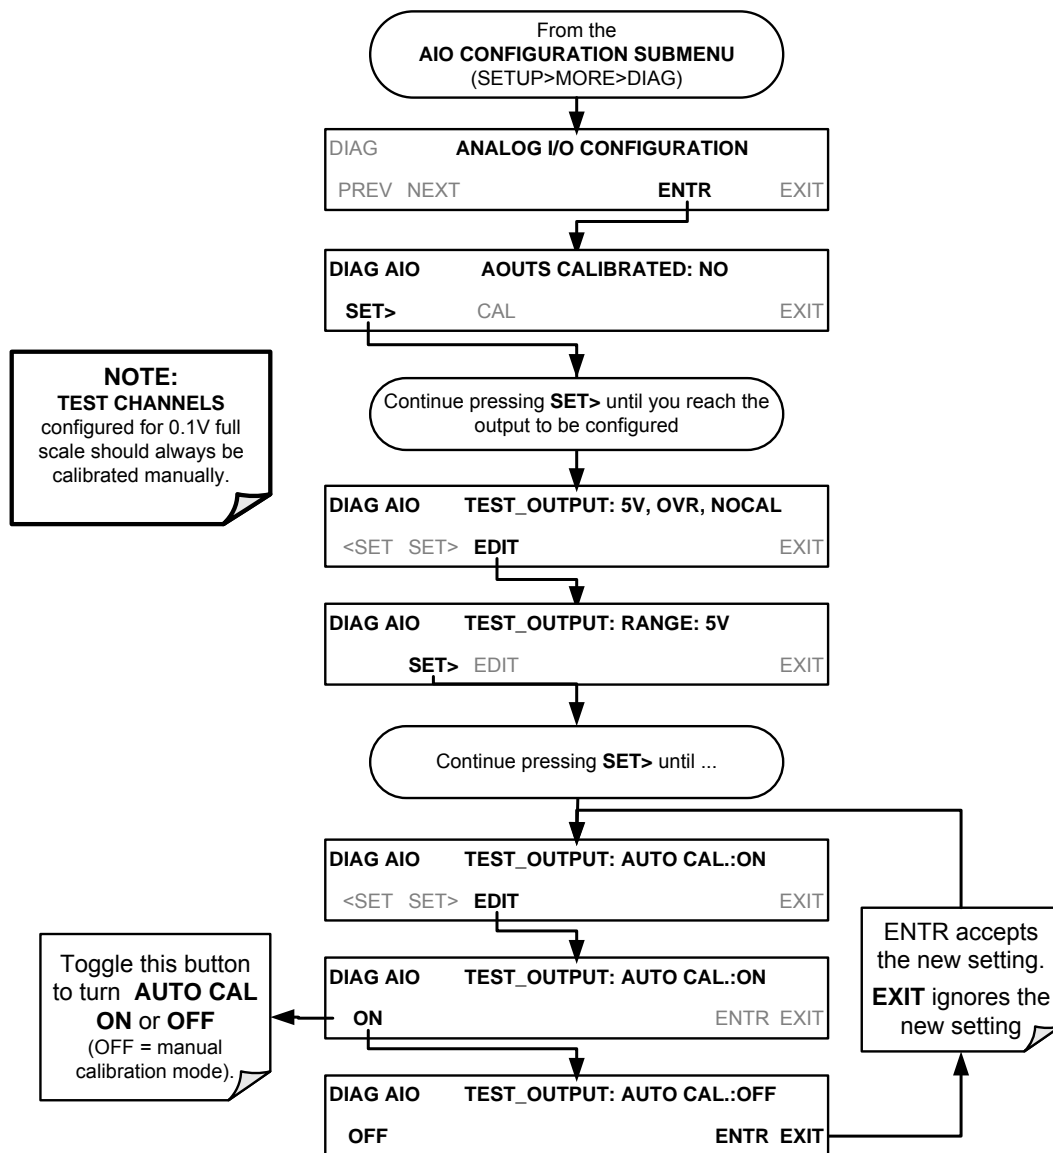 From the
AIO CONFIGURATION SUBMENU
(SETUP>MORE>DIAG)
DIAG ANALOG I/O CONFIGURATION
PREV NEXT ENTR EXIT
DIAG AIO AOUTS CALIBRATED: NO
SET> CAL EXIT
NOTE:
TEST CHANNELS
configured for 0.1V full
scale should always be
calibrated manually.
Continue pressing SET> until you reach the
output to be configured
DIAG AIO TEST_OUTPUT: 5V, OVR, NOCAL
<SET SET> EDIT EXIT
DIAG AIO TEST_OUTPUT: RANGE: 5V
SET> EDIT EXIT
Continue pressing SET> until ...
DIAG AIO TEST_OUTPUT: AUTO CAL.:ON
<SET SET> EDIT EXIT
Toggle this button
to turn AUTO CAL
ON or OFF
(OFF = manual
calibration mode).
DIAG AIO TEST_OUTPUT: AUTO CAL.:ON
ON ENTR EXIT
ENTR accepts
the new setting.
EXIT ignores the
new setting
DIAG AIO TEST_OUTPUT: AUTO CAL.:OFF
OFF ENTR EXIT